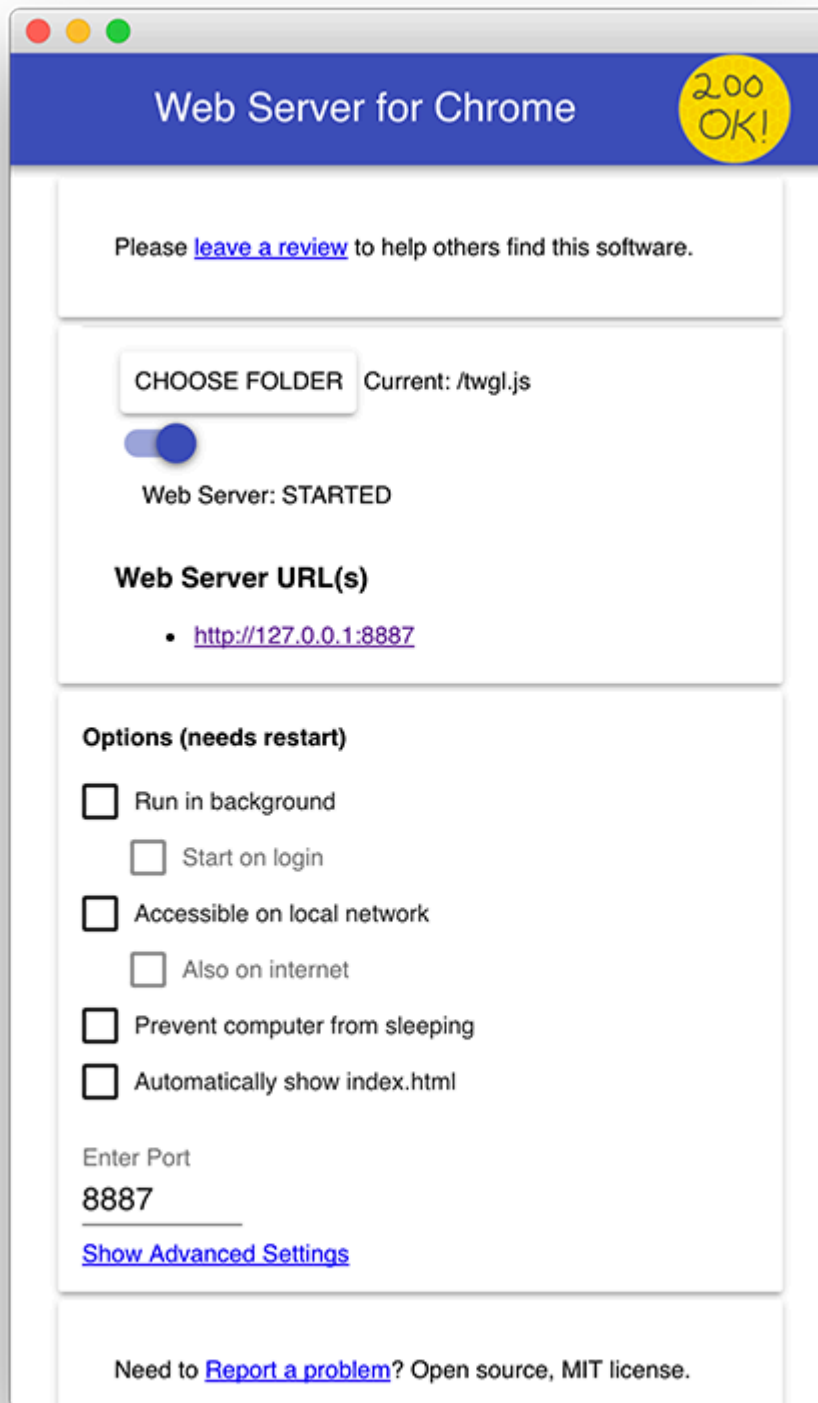 Web Server for Chrome
200
OK!
Please leave a review to help others find this software.
CHOOSE FOLDER Current: /twgl.js
Web Server: STARTED
Web Server URL(s)
• http://127.0.0.1:8887
Options (needs restart)
Run in background
Start on login
Accessible on local network
Also on internet
Prevent computer from sleeping
Automatically show index.html
Enter Port
8887
Show Advanced Settings
Need to Report a problem? Open source, MIT license.